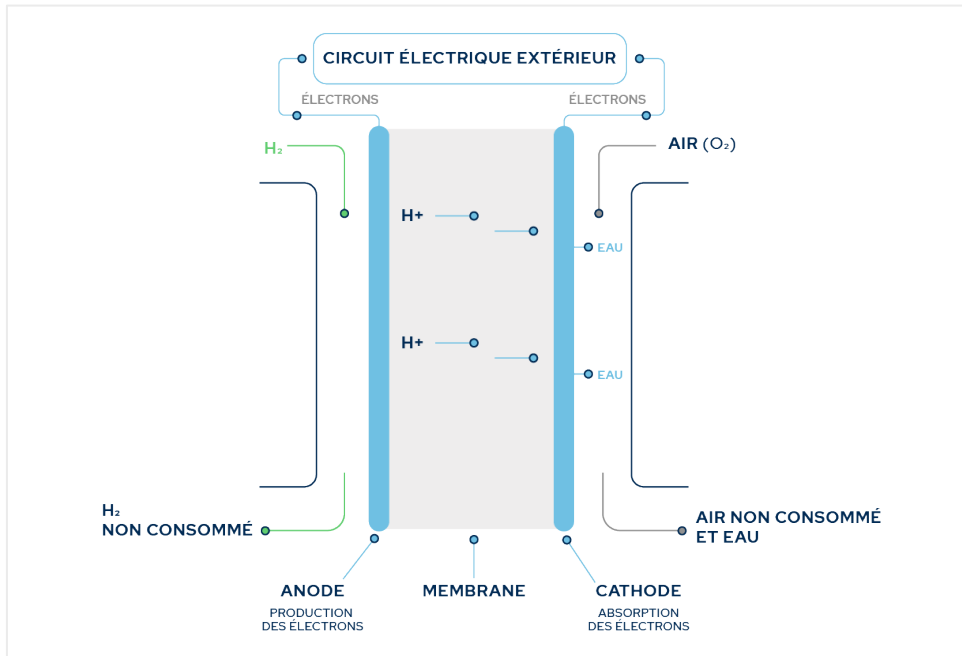 CIRCUIT ÉLECTRIQUE EXTÉRIEUR
ÉLECTRONS
ÉLECTRONS
H₂
AIR (O₂)
H+
EAU
H+
EAU
H₂
NON CONSOMMÉ
AIR NON CONSOMMÉ
ET EAU
ANODE
PRODUCTION
DES ÉLECTRONS
MEMBRANE
CATHODE
ABSORPTION
DES ÉLECTRONS